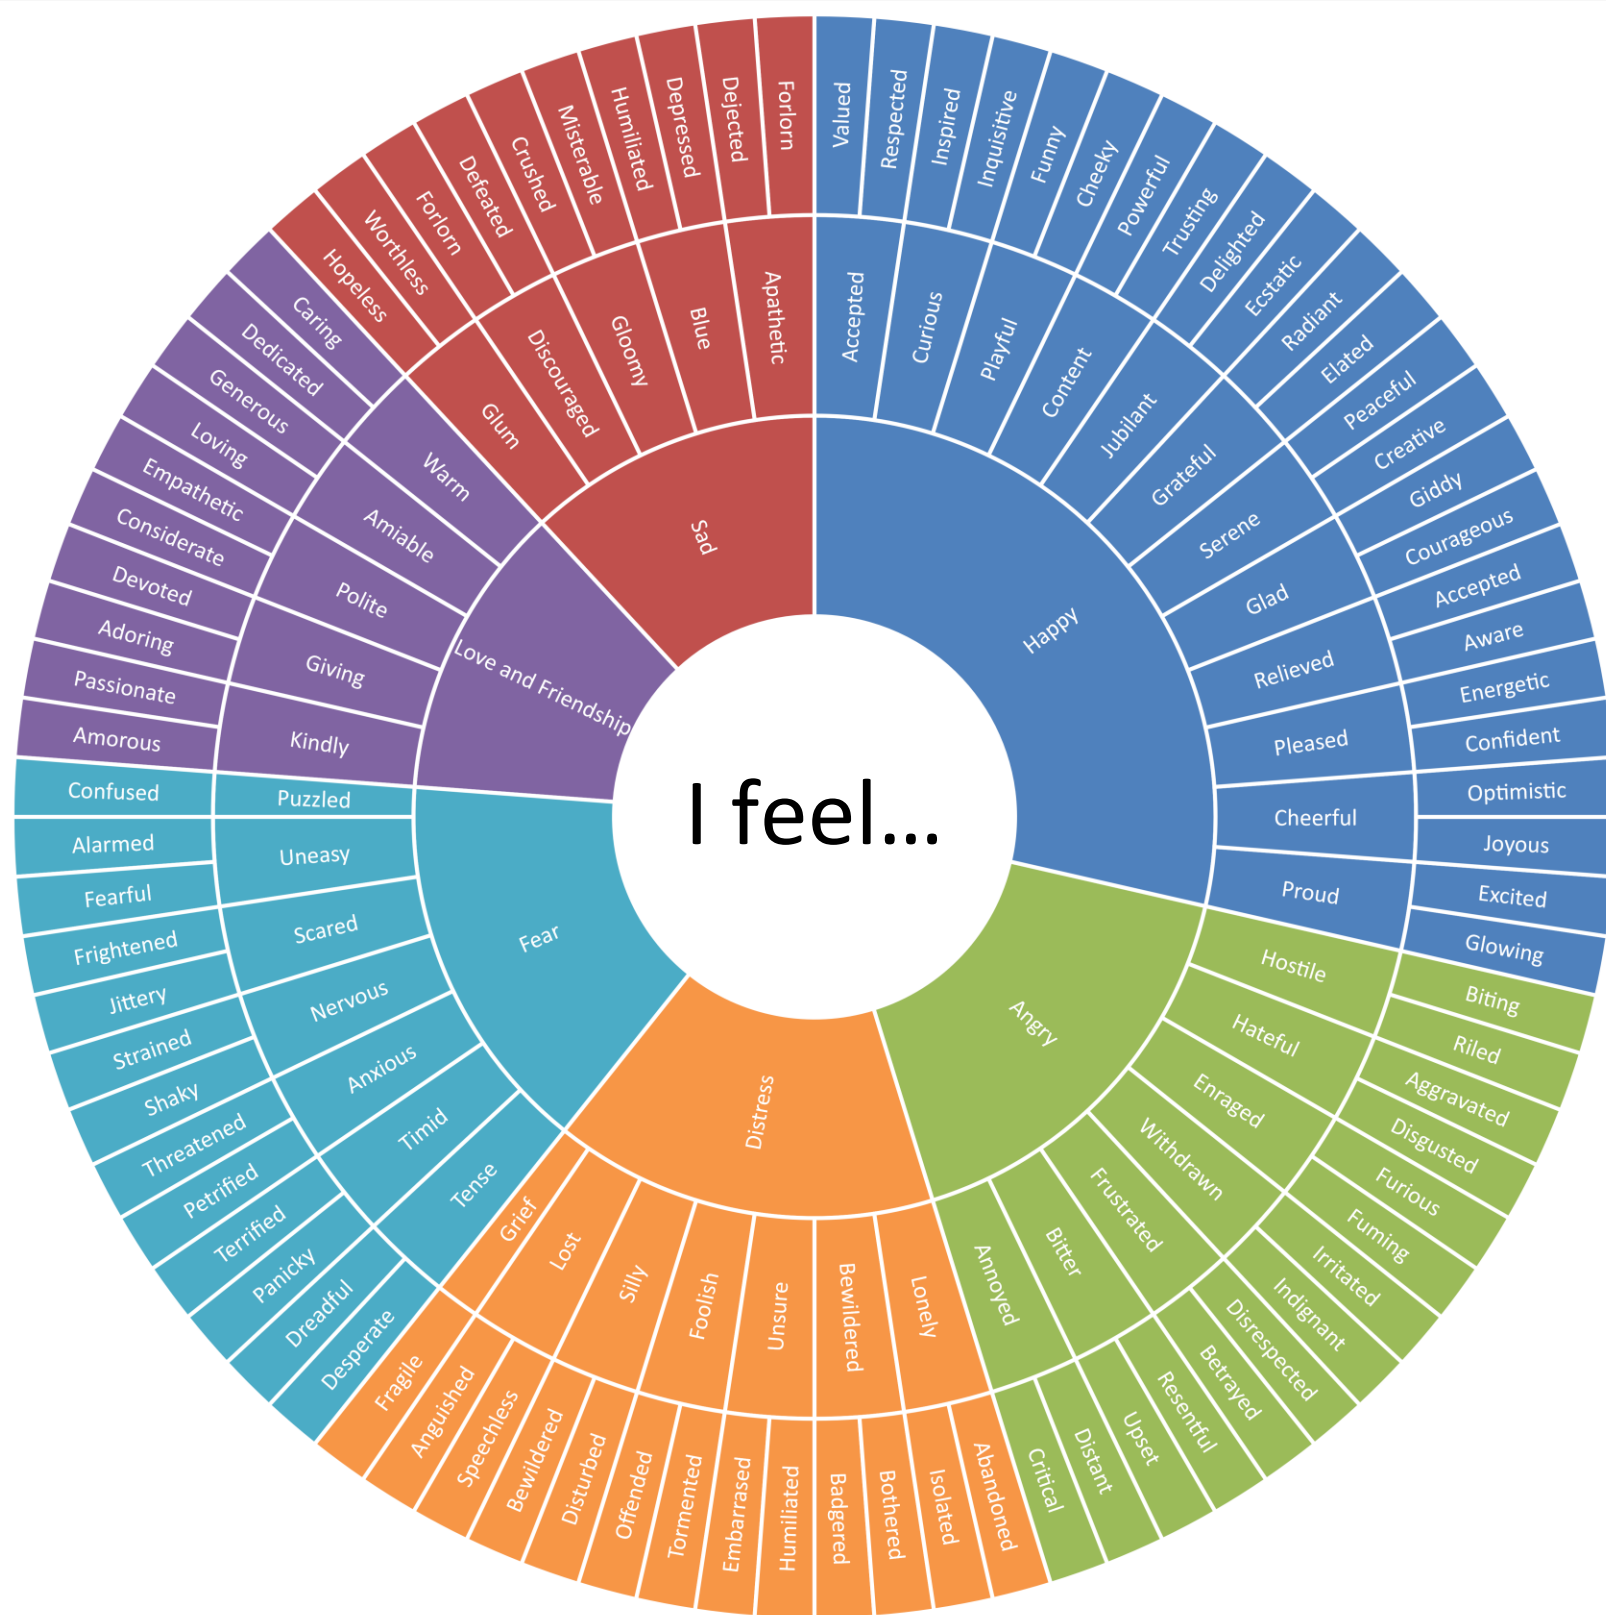 I feel...
Happy
Angry
Distress
Fear
Love and Friendship
Sad
Accepted
Curious
Playful
Content
Jubilant
Grateful
Serene
Glad
Relieved
Pleased
Cheerful
Proud
Hostile
Hateful
Enraged
Withdrawn
Frustrated
Bitter
Annoyed
Lonely
Bewildered
Unsure
Foolish
Silly
Lost
Grief
Tense
Timid
Anxious
Nervous
Scared
Uneasy
Puzzled
Kindly
Giving
Polite
Amiable
Warm
Glum
Discouraged
Gloomy
Blue
Apathetic
Valued
Respected
Inspired
Inquisitive
Funny
Cheeky
Powerful
Trusting
Delighted
Ecstatic
Radiant
Elated
Peaceful
Creative
Giddy
Courageous
Accepted
Aware
Energetic
Confident
Optimistic
Joyous
Excited
Glowing
Biting
Riled
Aggravated
Disgusted
Furious
Fuming
Irritated
Indignant
Disrespected
Betrayed
Resentful
Upset
Distant
Critical
Abandoned
Isolated
Bothered
Badgered
Humiliated
Embarrased
Tormented
Offended
Disturbed
Bewildered
Speechless
Anguished
Fragile
Desperate
Dreadful
Panicky
Terrified
Petrified
Threatened
Shaky
Strained
Jittery
Frightened
Fearful
Alarmed
Confused
Amorous
Passionate
Adoring
Devoted
Considerate
Empathetic
Loving
Generous
Dedicated
Caring
Hopeless
Worthless
Forlorn
Defeated
Crushed
Misterable
Humiliated
Depressed
Dejected
Forlorn